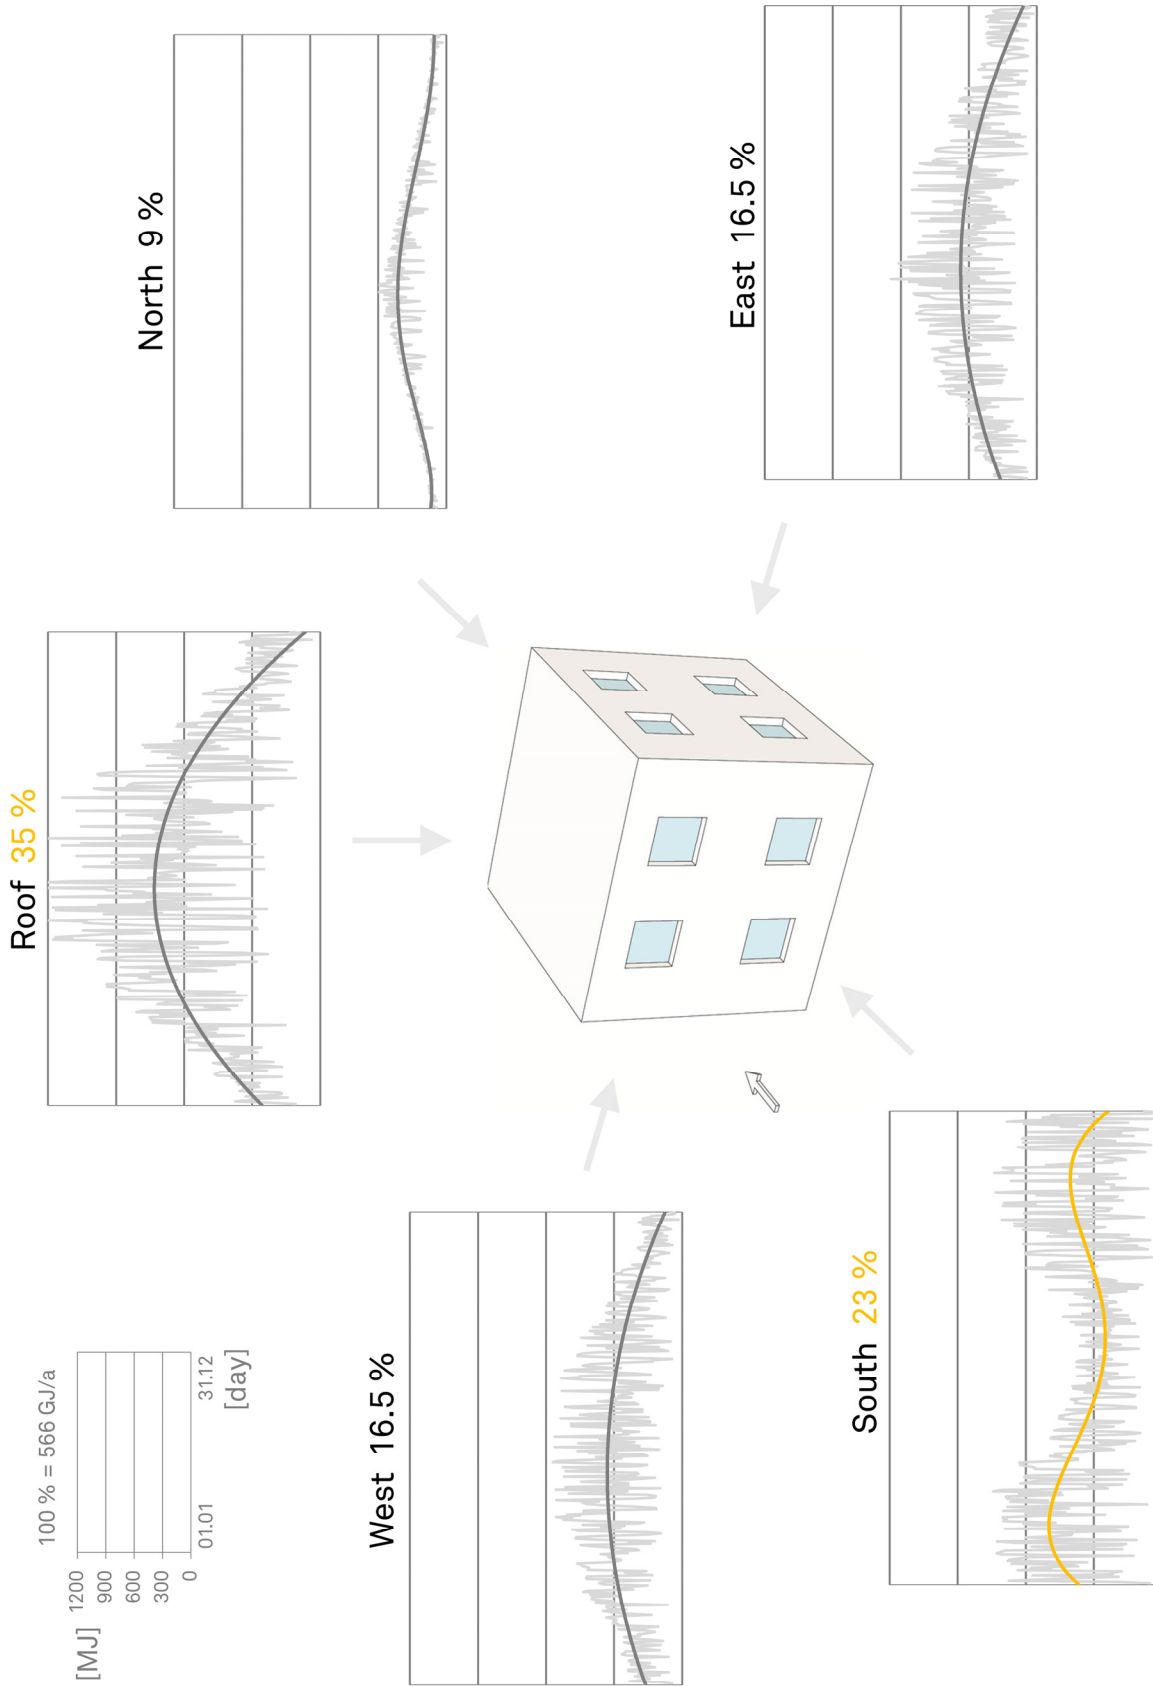 100 % = 566 GJ/a
[MJ]
1200
900
600
300
0
01.01
31.12
[day]
Roof 35 %
North 9 %
West 16.5 %
East 16.5 %
South 23 %